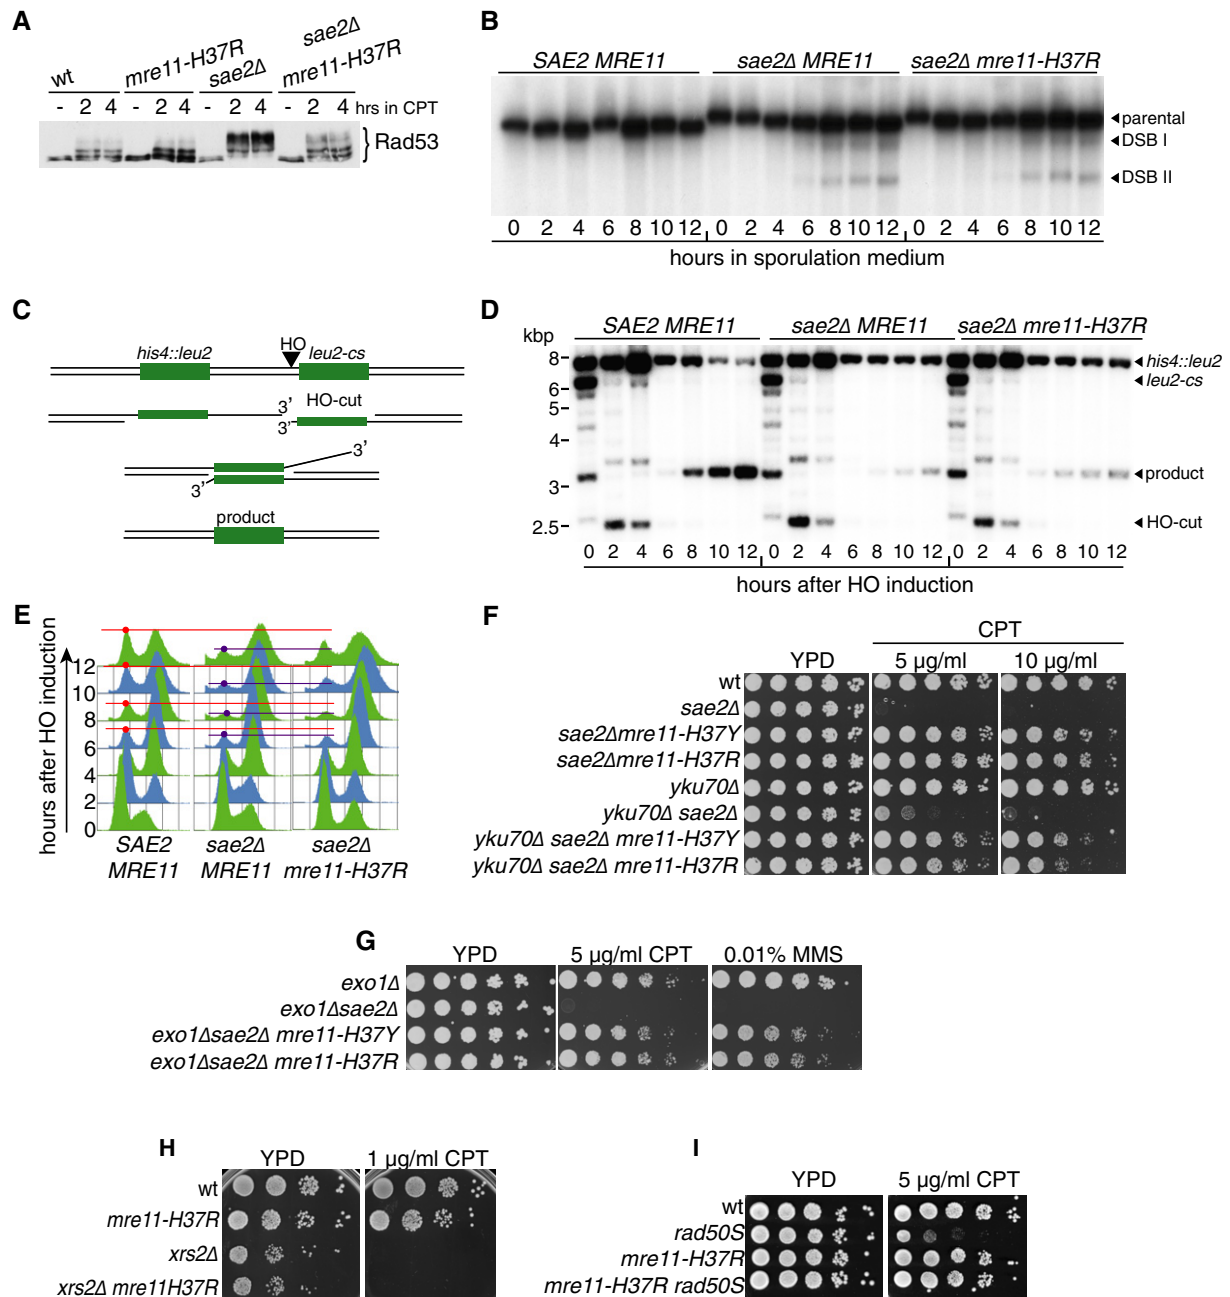 A
wt
mre11-H37R
sae2Δ
sae2Δ
mre11-H37R
- 2 4 - 2 4 - 2 4 - 2 4 hrs in CPT
Rad53
B
SAE2 MRE11 sae2Δ MRE11 sae2Δ mre11-H37R
parental
DSB I
DSB II
0 2 4 6 8 10 12 0 2 4 6 8 10 12 0 2 4 6 8 10 12
hours in sporulation medium
C
HO
his4::leu2 leu2-cs
3’ HO-cut
3’
3’
3’
product
D
kbp SAE2 MRE11 sae2Δ MRE11 sae2Δ mre11-H37R
8 his4::leu2
6 leu2-cs
5
4
3 product
2.5 HO-cut
0 2 4 6 8 10 12 0 2 4 6 8 10 12 0 2 4 6 8 10 12
hours after HO induction
E
hours after HO induction
12
10
8
6
4
2
0
SAE2 sae2Δ sae2Δ
MRE11 MRE11 mre11-H37R
F
CPT
YPD 5 µg/ml 10 µg/ml
wt
sae2Δ
sae2Δmre11-H37Y
sae2Δmre11-H37R
yku70Δ
yku70Δ sae2Δ
yku70Δ sae2Δ mre11-H37Y
yku70Δ sae2Δ mre11-H37R
G
YPD 5 µg/ml CPT 0.01% MMS
exo1Δ
exo1Δsae2Δ
exo1Δsae2Δ mre11-H37Y
exo1Δsae2Δ mre11-H37R
H
YPD 1 µg/ml CPT
wt
mre11-H37R
xrs2Δ
xrs2Δ mre11H37R
I
YPD 5 µg/ml CPT
wt
rad50S
mre11-H37R
mre11-H37R rad50S